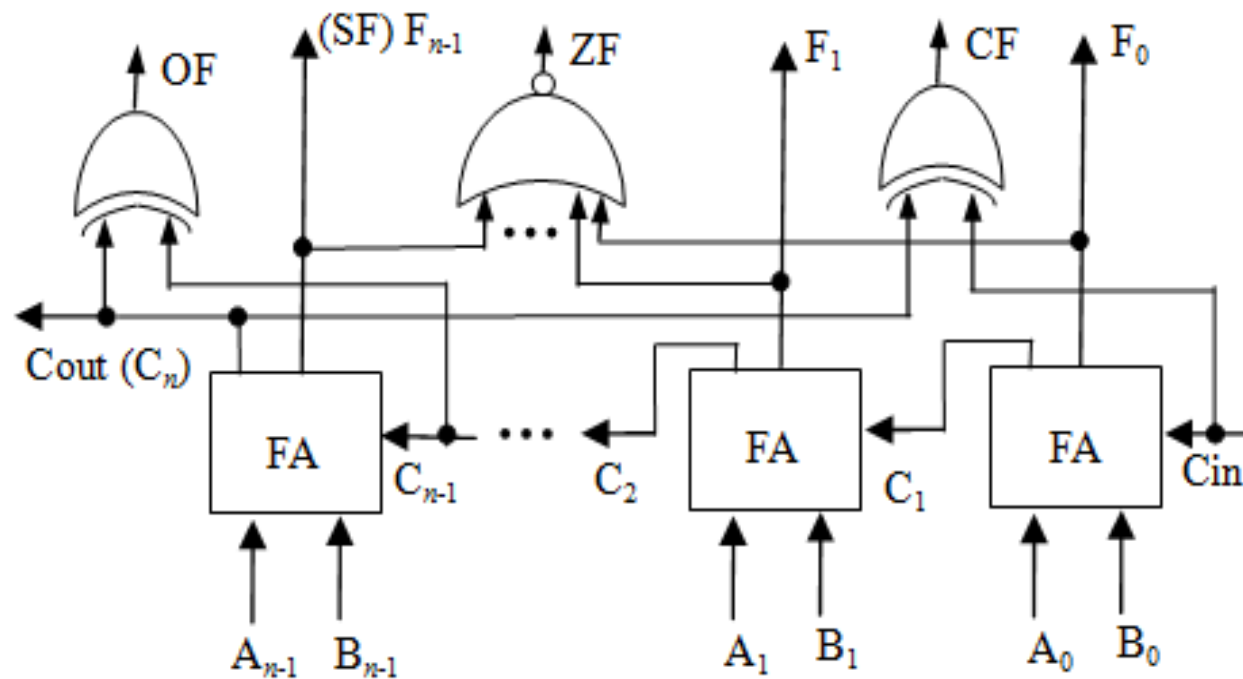 (SF) Fn-1
OF
ZF
F1
CF
F0
Cout (Cn)
FA
Cn-1
C2
FA
C1
FA
Cin
An-1
Bn-1
A1
B1
A0
B0